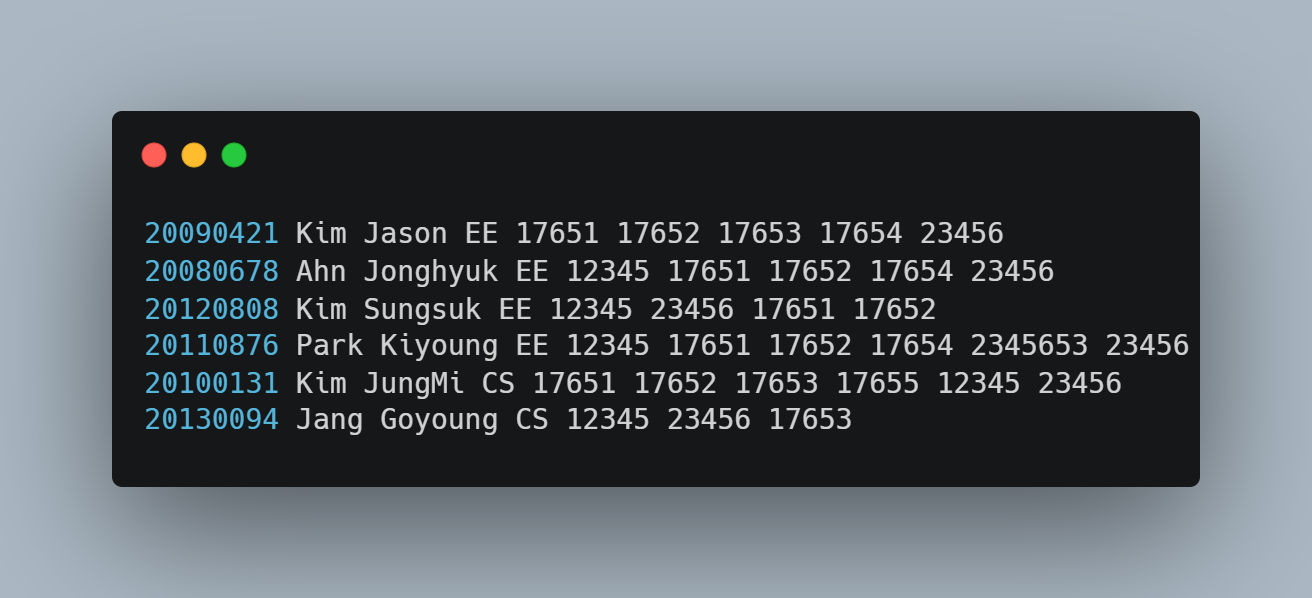 20090421 Kim Jason EE 17651 17652 17653 17654 23456
20080678 Ahn Jonghyuk EE 12345 17651 17652 17654 23456
20120808 Kim Sungsuk EE 12345 23456 17651 17652
20110876 Park Kiyoung EE 12345 17651 17652 17654 2345653 23456
20100131 Kim JungMi CS 17651 17652 17653 17655 12345 23456
20130094 Jang Goyoung CS 12345 23456 17653